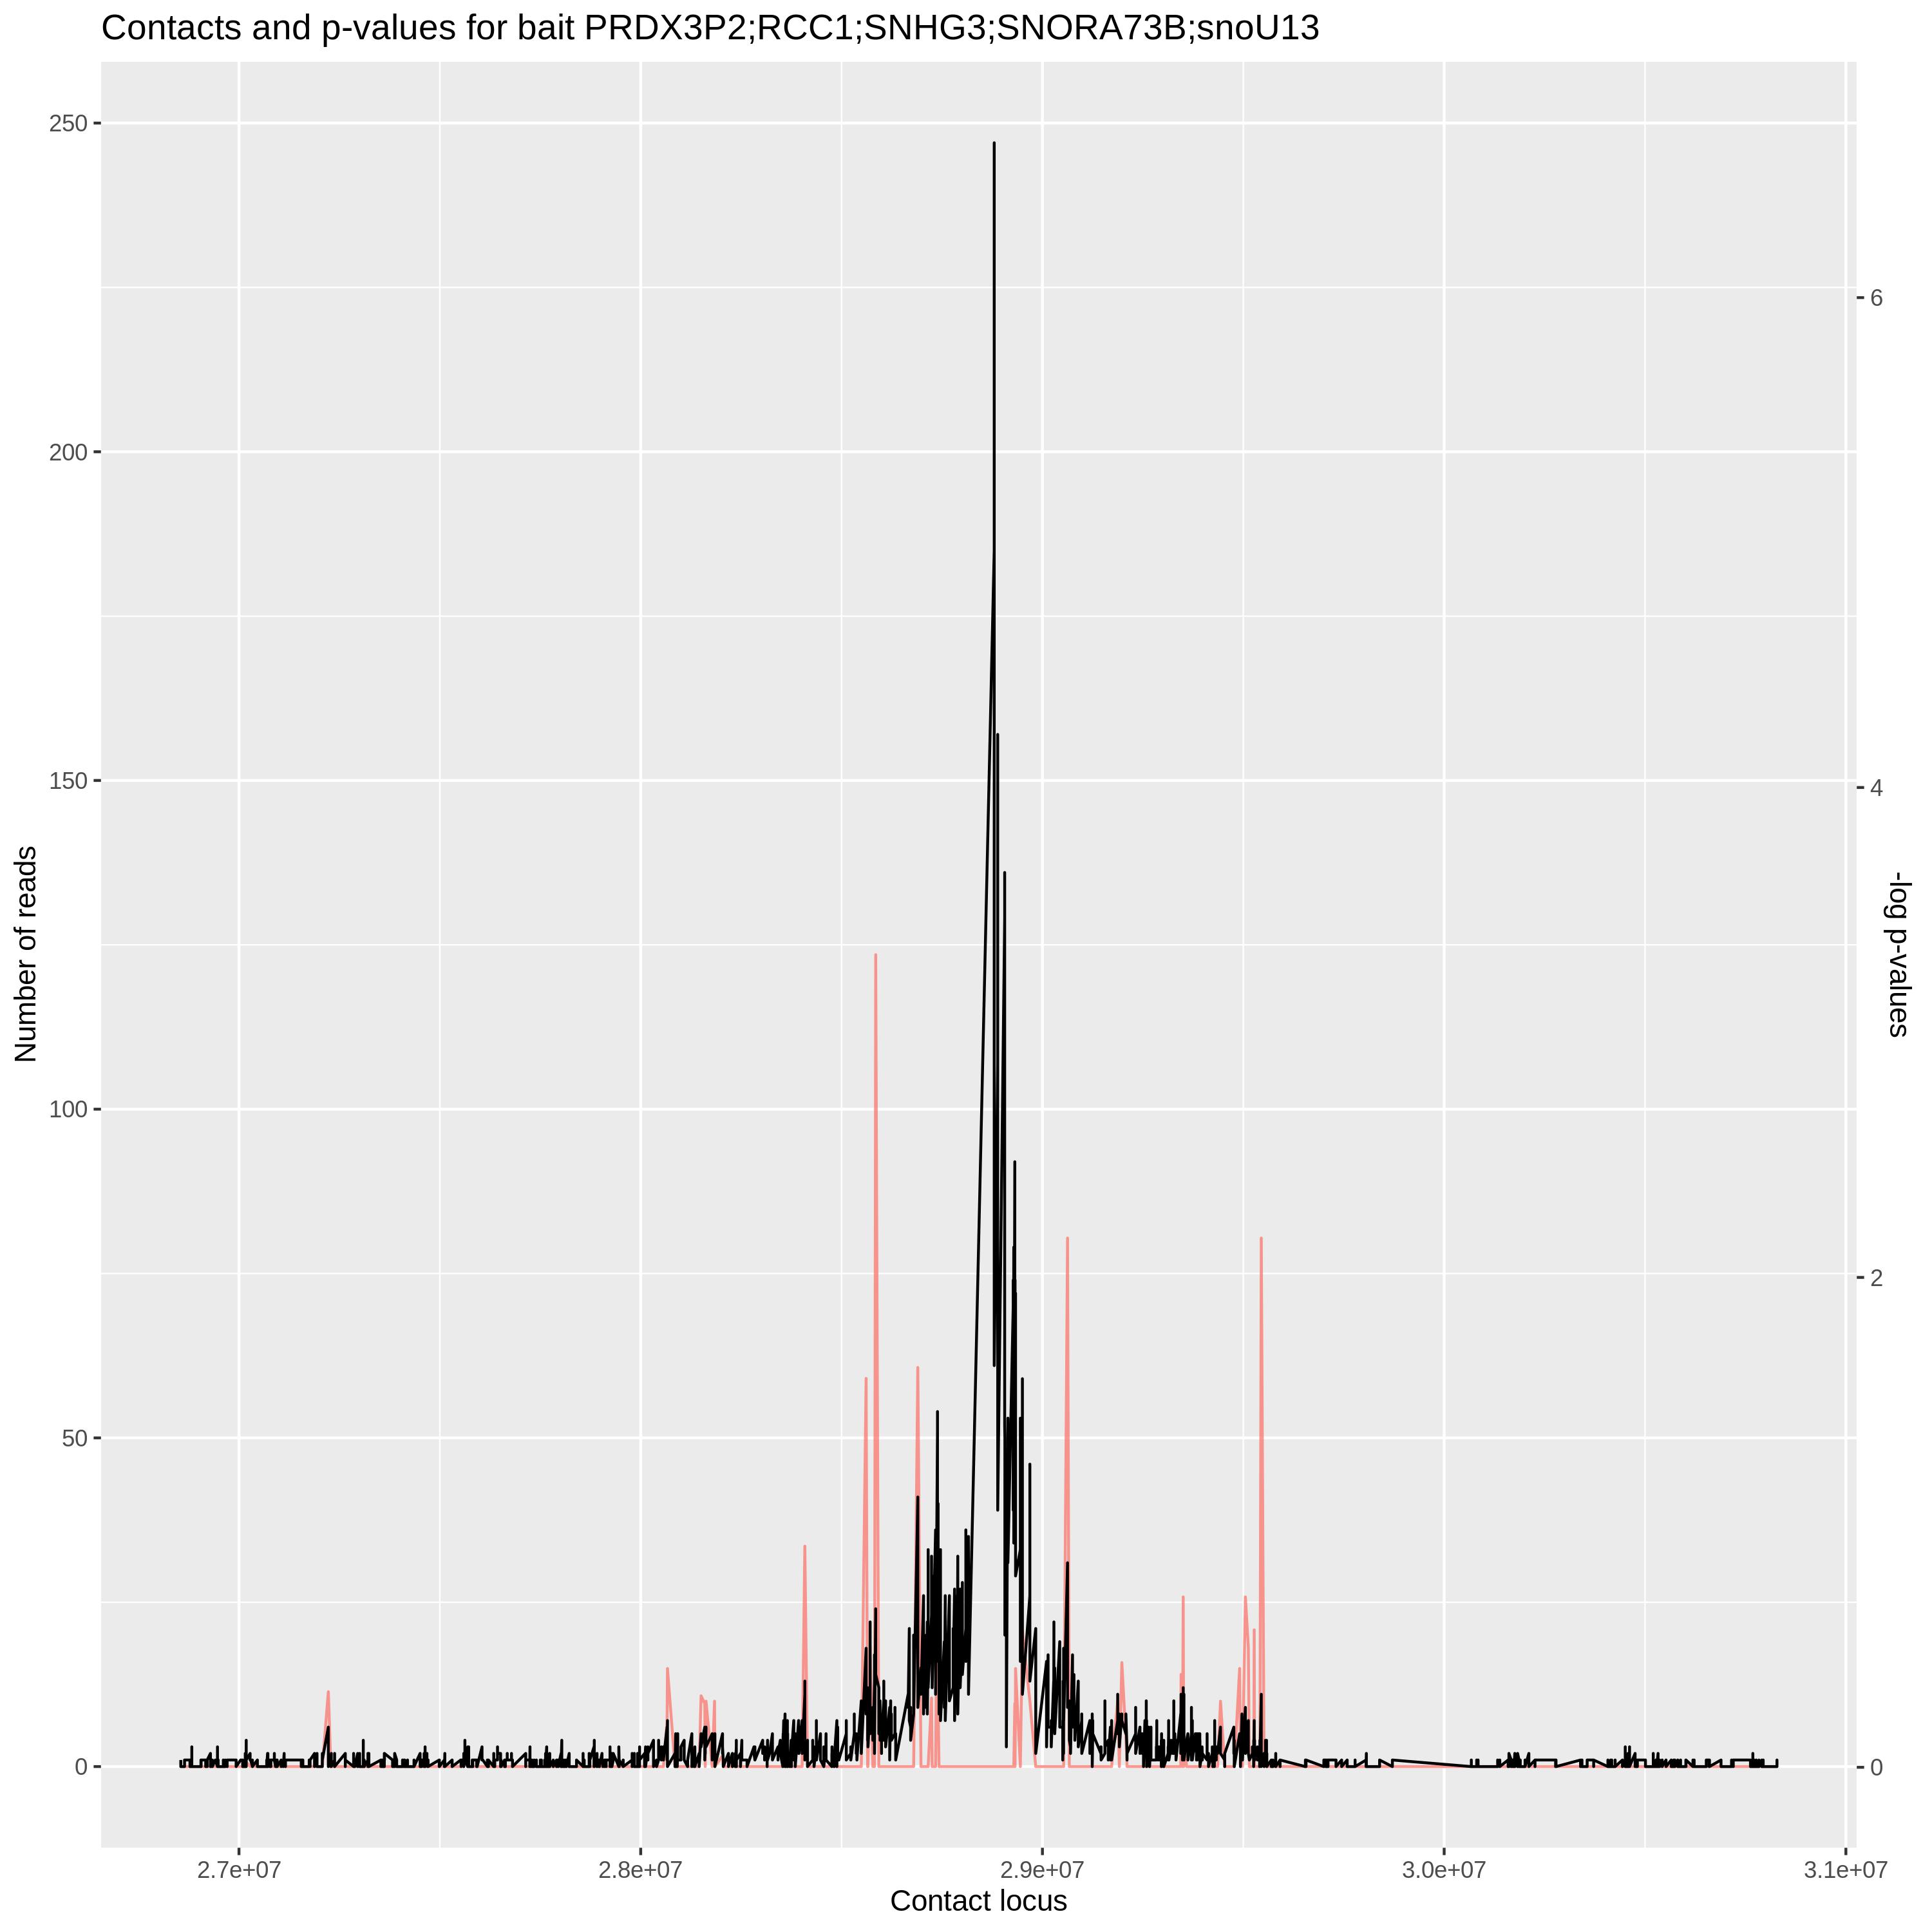 Contacts and p-values for bait PRDX3P2;RCC1;SNHG3;SNORA73B;snoU13
250
200
150
100
50
0
Number of reads
6
4
2
0
-log p-values
2.7e+07 2.8e+07 2.9e+07 3.0e+07 3.1e+07
Contact locus